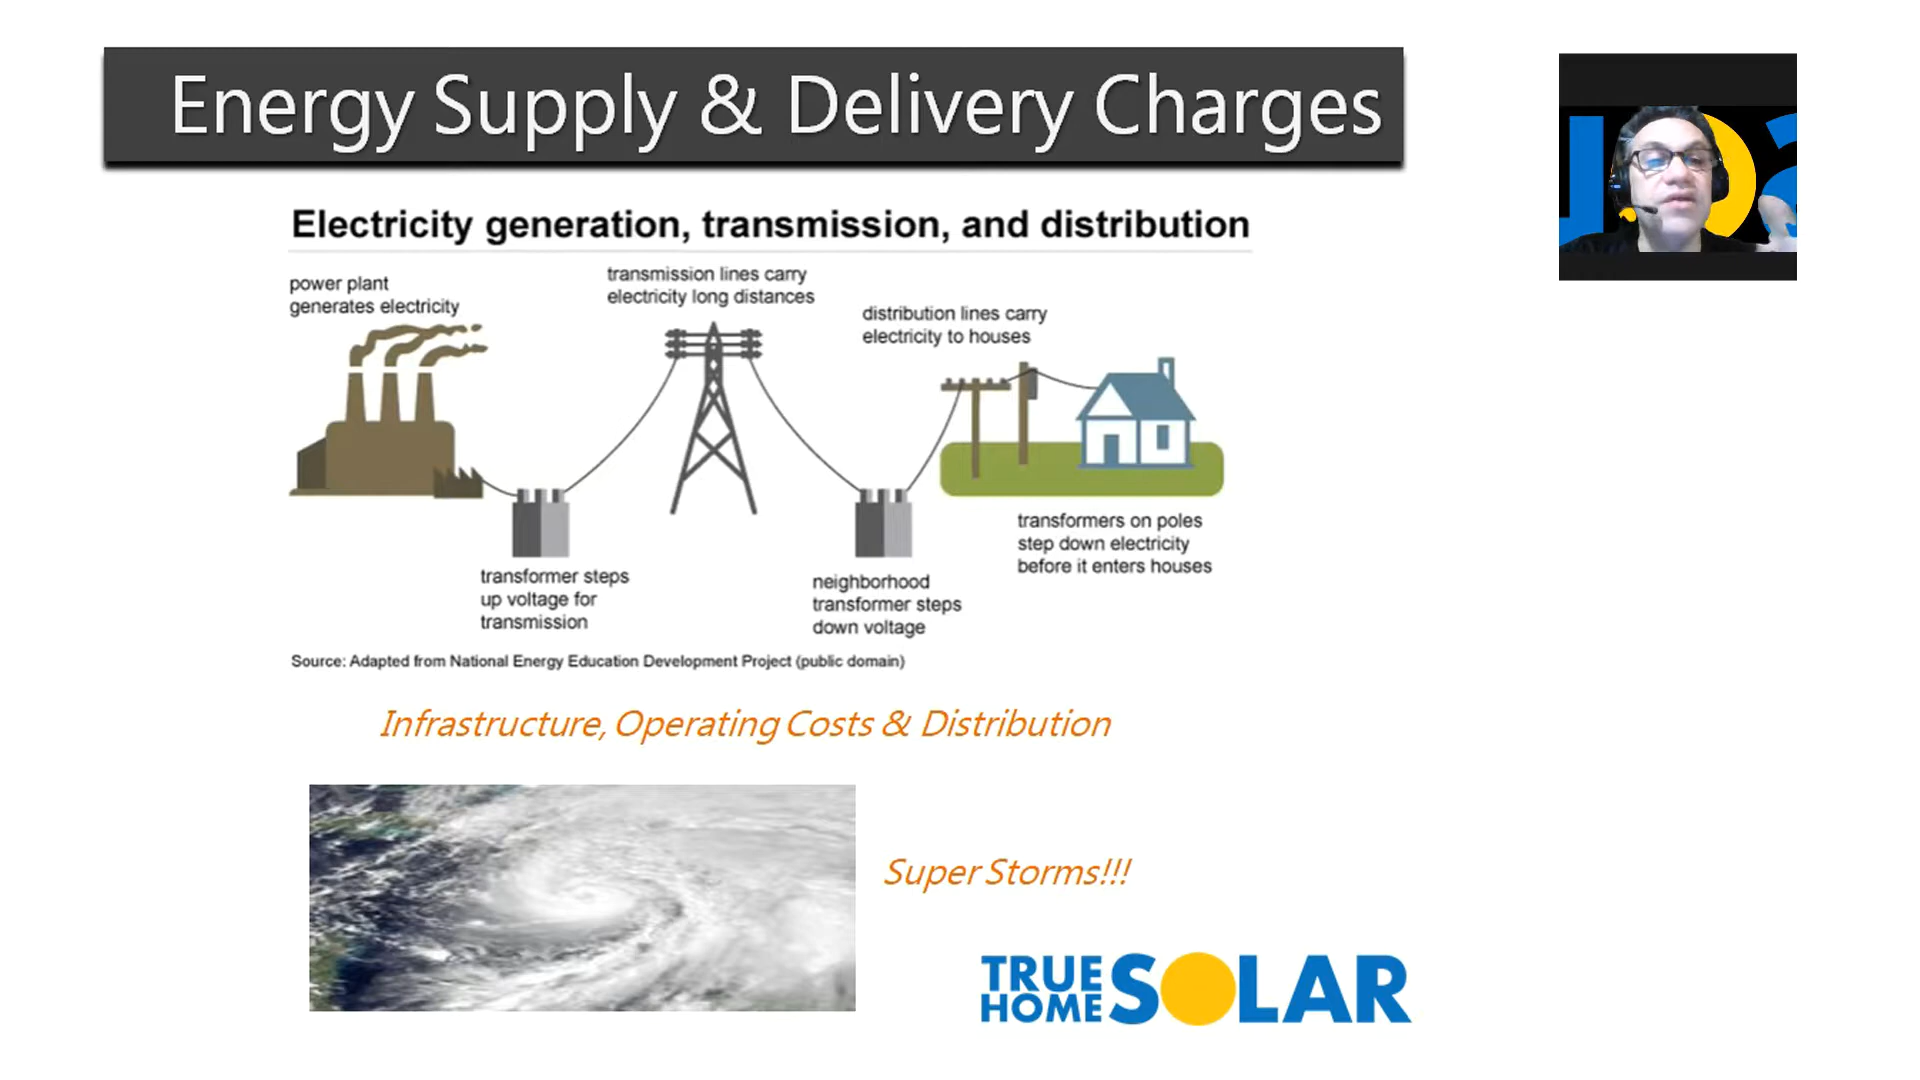 Energy Supply & Delivery Charges
Electricity generation, transmission, and distribution
power plant
generates electricity
transmission lines carry
electricity long distances
distribution lines carry
electricity to houses
transformer steps
up voltage for
transmission
neighborhood
transformer steps
down voltage
transformers on poles
step down electricity
before it enters houses
Source: Adapted from National Energy Education Development Project (public domain)
Infrastructure, Operating Costs & Distribution
Super Storms!!!
TRUE
HOME
SOLAR